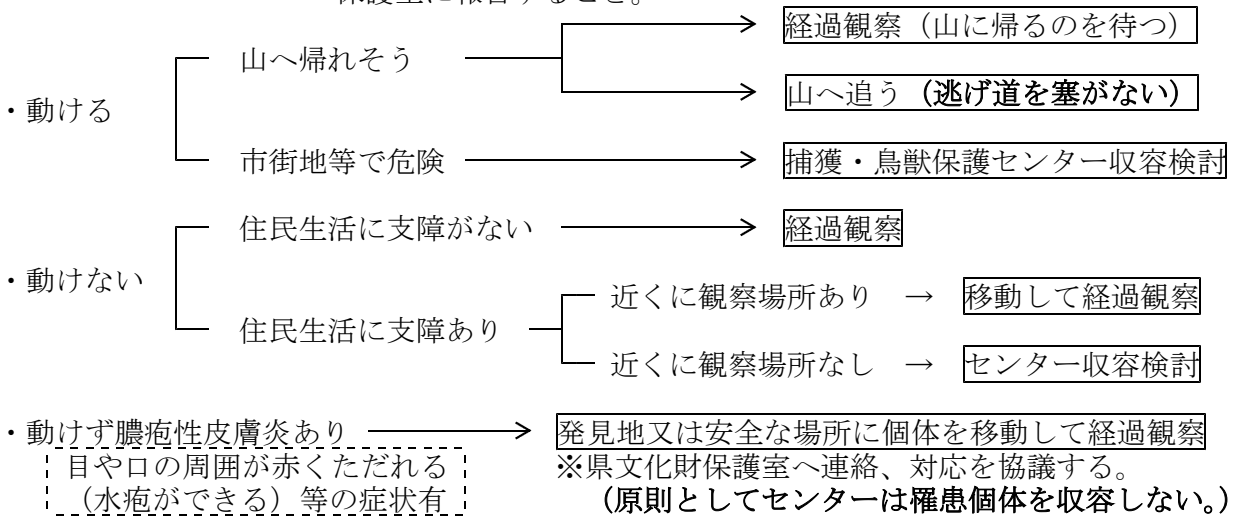 保護室に報告すること。
経過観察（山に帰るのを待つ）
山へ帰れそう
山へ追う（逃げ道を塞がない）
・動ける
市街地等で危険
捕獲・鳥獣保護センター収容検討
住民生活に支障がない
経過観察
・動けない
近くに観察場所あり → 移動して経過観察
住民生活に支障あり
近くに観察場所なし → センター収容検討
・動けず膿疱性皮膚炎あり
発見地又は安全な場所に個体を移動して経過観察
目や口の周囲が赤くただれる
（水疱ができる）等の症状有
※県文化財保護室へ連絡、対応を協議する。
（原則としてセンターは罹患個体を収容しない。）